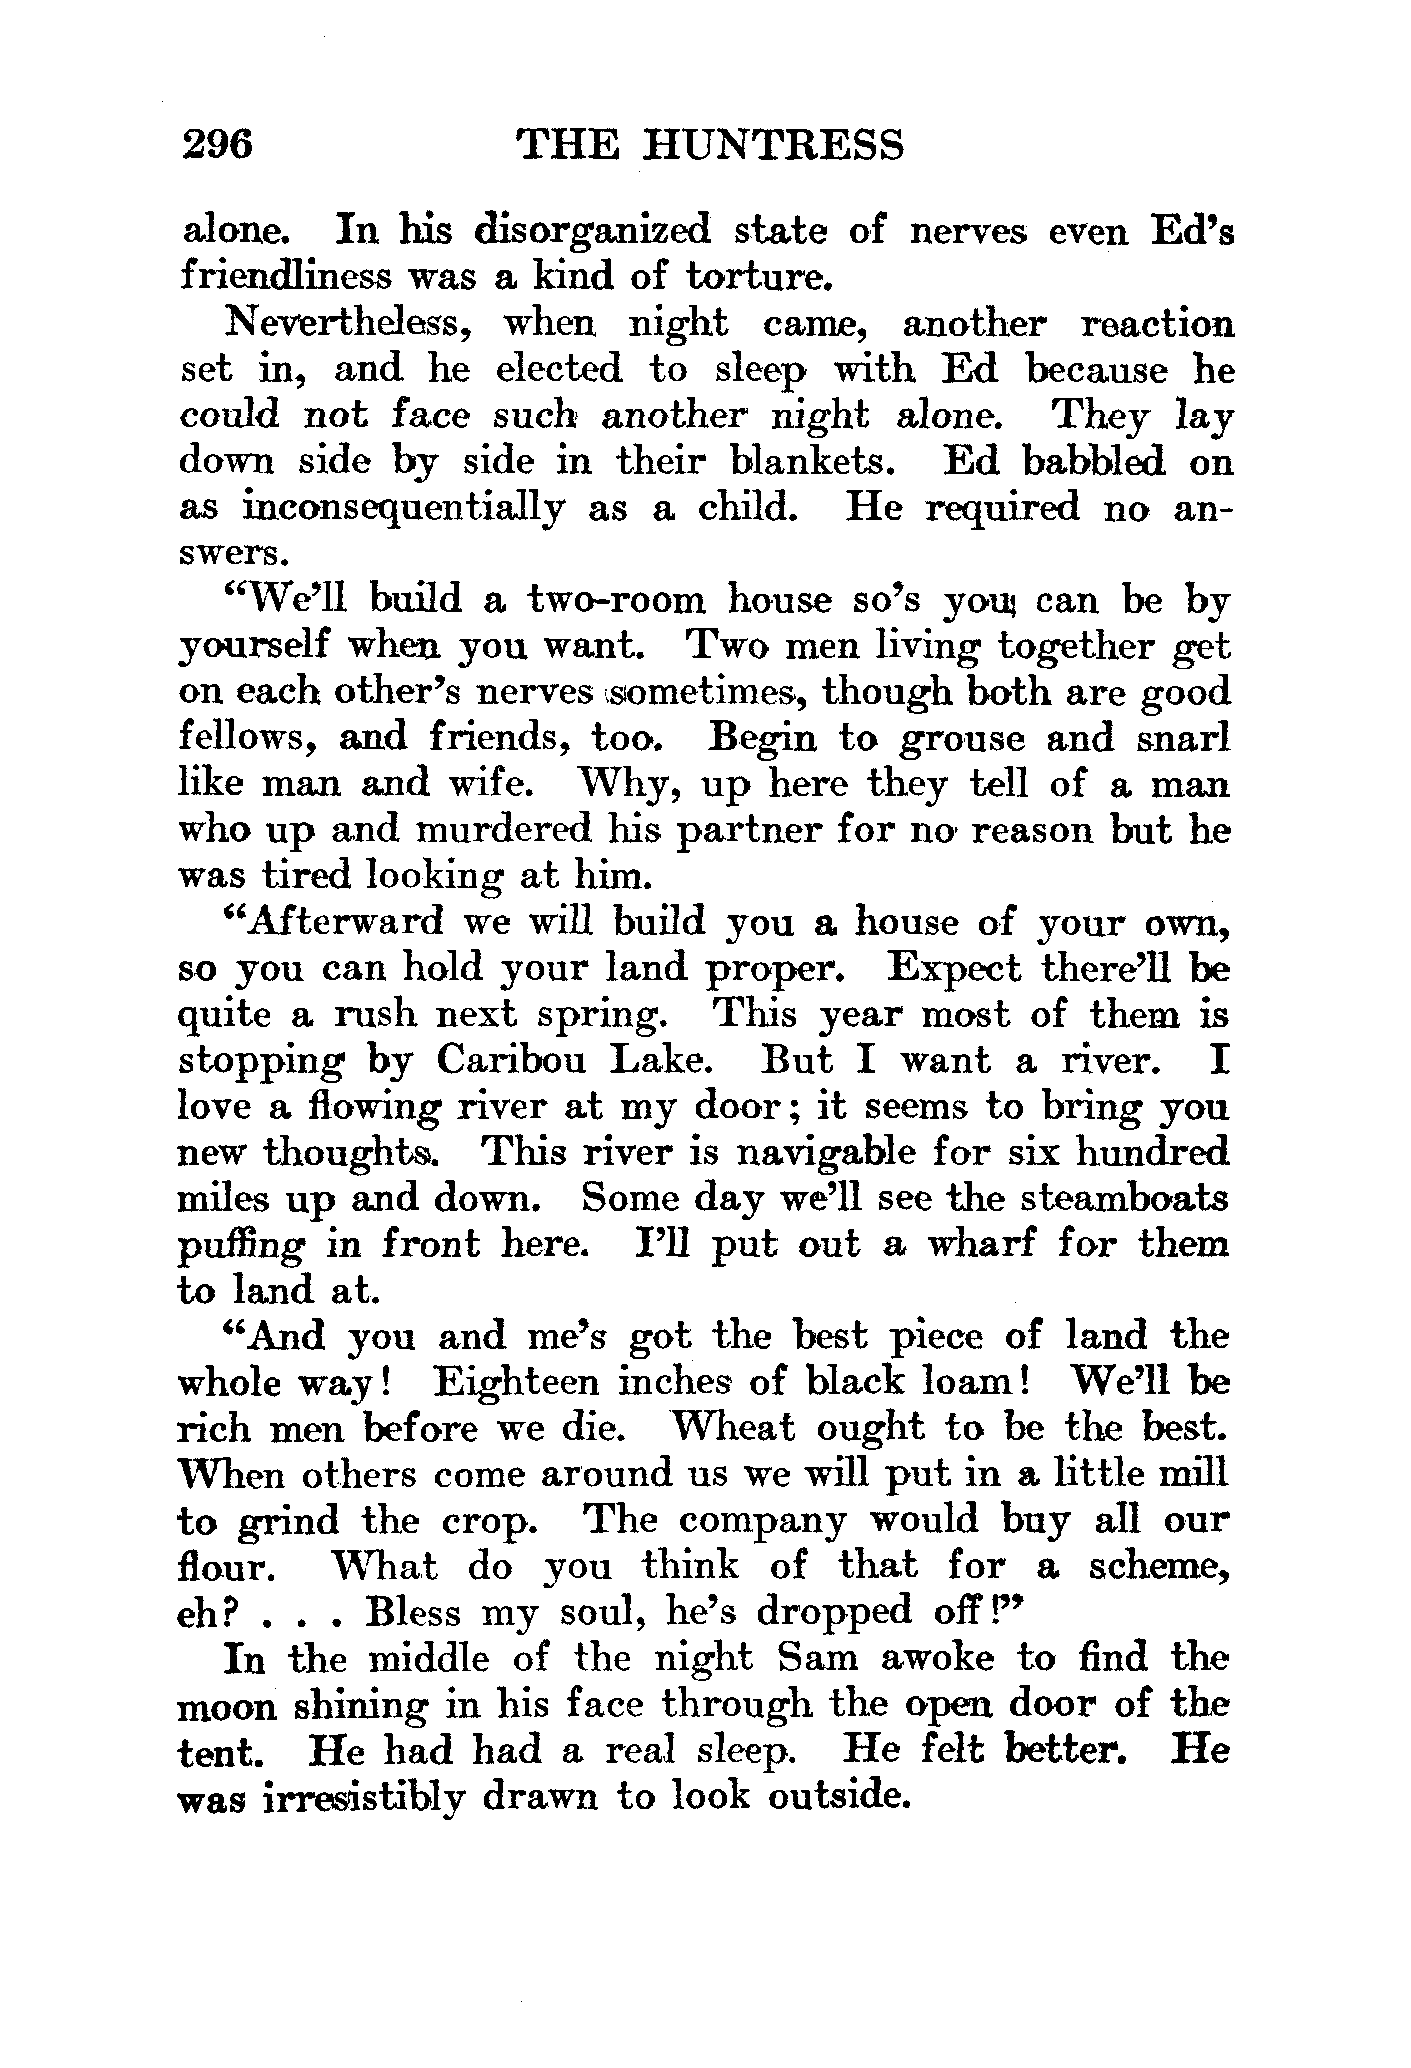 296 THE HUNTRESS
alone. In his disorganized state of nerves even Ed's
friendliness was a kind of torture.
Nevertheless, when night came, another reaction
set in, and he elected to sleep with Ed because he
could not face such another night alone. They lay
down side by side in their blankets. Ed babbled on
as inconsequentially as a child. He required no an-
swers.
“We'll build a two-room house so's you can be by
yourself when you want. Two men living together get
on each other's nerves sometimes, though both are good
fellows, and friends, too. Begin to grouse and snarl
like man and wife. Why, up here they tell of a man
who up and murdered his partner for no reason but he
was tired looking at him.
“Afterward we will build you a house of your own,
so you can hold your land proper. Expect there'll be
quite a rush next spring. This year most of them is
stopping by Caribou Lake. But I want a river. I
love a flowing river at my door; it seems to bring you
new thoughts. This river is navigable for six hundred
miles up and down. Some day we'll see the steamboats
puffing in front here. I'll put out a wharf for them
to land at.
“And you and me's got the best piece of land the
whole way! Eighteen inches of black loam! We'll be
rich men before we die. Wheat ought to be the best.
When others come around us we will put in a little mill
to grind the crop. The company would buy all our
flour. What do you think of that for a scheme,
eh? . . . Bless my soul, he's dropped off!”
In the middle of the night Sam awoke to find the
moon shining in his face through the open door of the
tent. He had had a real sleep. He felt better. He
was irresistibly drawn to look outside.